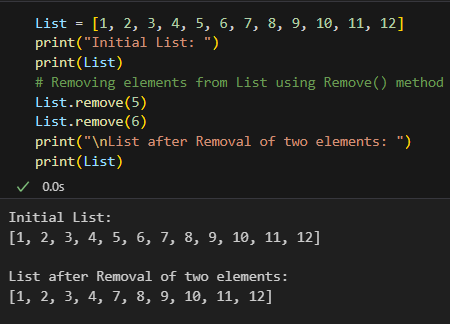 List = [1, 2, 3, 4, 5, 6, 7, 8, 9, 10, 11, 12]
print("Initial List: ")
print(List)
# Removing elements from List using Remove() method
List.remove(5)
List.remove(6)
print("\nList after Removal of two elements: ")
print(List)
✓ 0.0s
Initial List:
[1, 2, 3, 4, 5, 6, 7, 8, 9, 10, 11, 12]
List after Removal of two elements:
[1, 2, 3, 4, 7, 8, 9, 10, 11, 12]